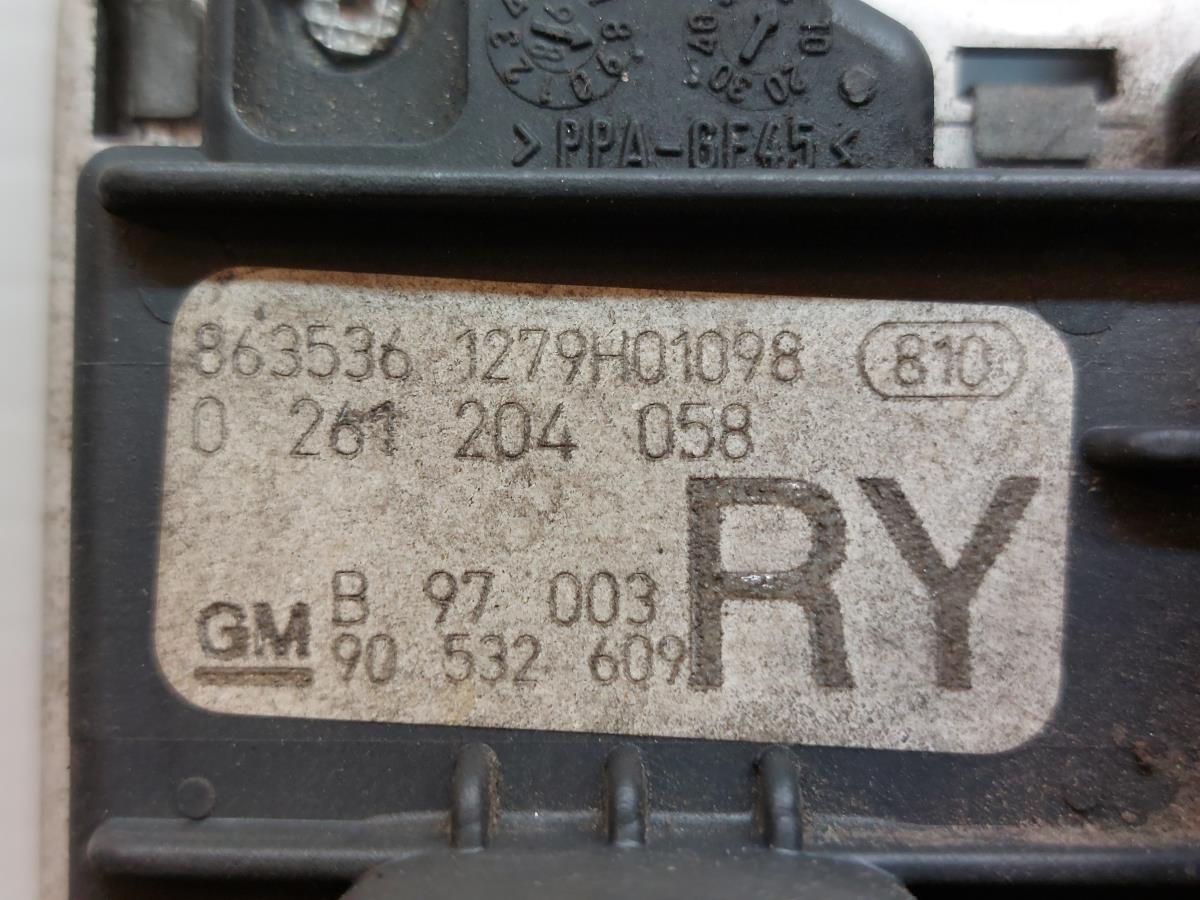 >PPA-GF45<
863536 1279H01098 810
0 261 204 058
RY
B 97 003
GM 90 532 609